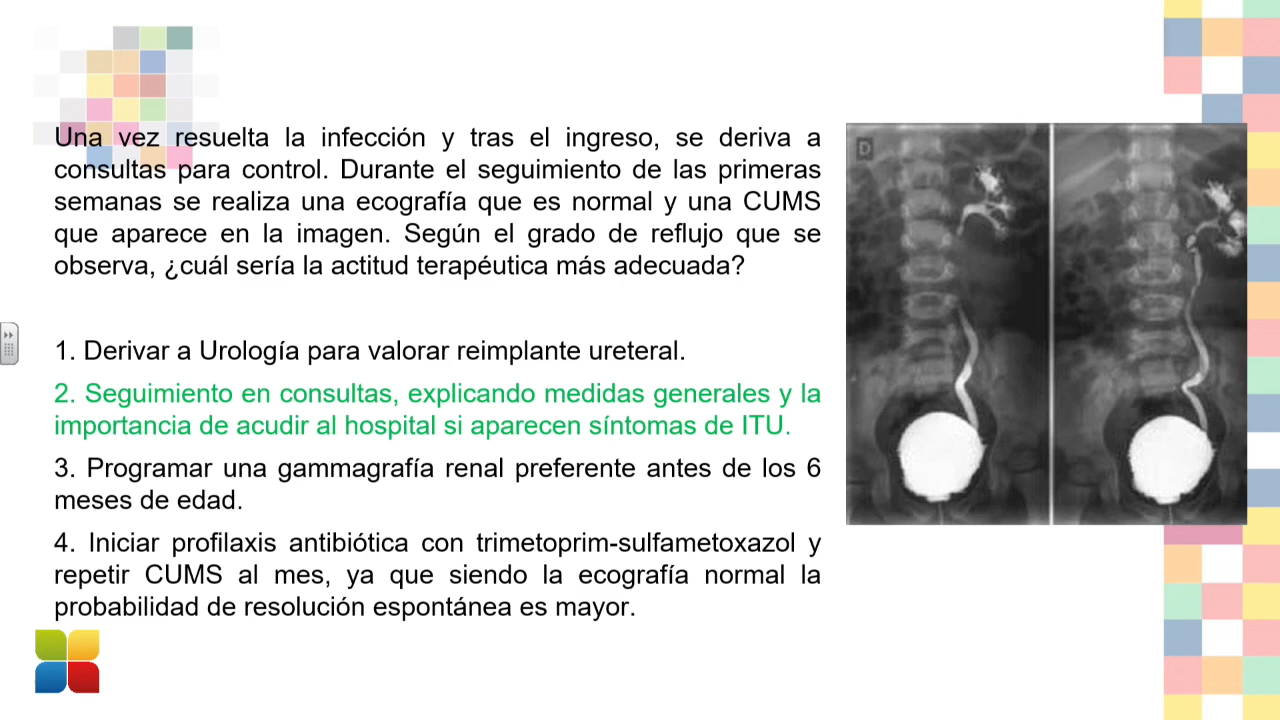 Una vez resuelta la infección y tras el ingreso, se deriva a
consultas para control. Durante el seguimiento de las primeras
semanas se realiza una ecografía que es normal y una CUMS
que aparece en la imagen. Según el grado de reflujo que se
observa, ¿cuál sería la actitud terapéutica más adecuada?
1. Derivar a Urología para valorar reimplante ureteral.
2. Seguimiento en consultas, explicando medidas generales y la
importancia de acudir al hospital si aparecen síntomas de ITU.
3. Programar una gammagrafía renal preferente antes de los 6
meses de edad.
4. Iniciar profilaxis antibiótica con trimetoprim-sulfametoxazol y
repetir CUMS al mes, ya que siendo la ecografía normal la
probabilidad de resolución espontánea es mayor.
D